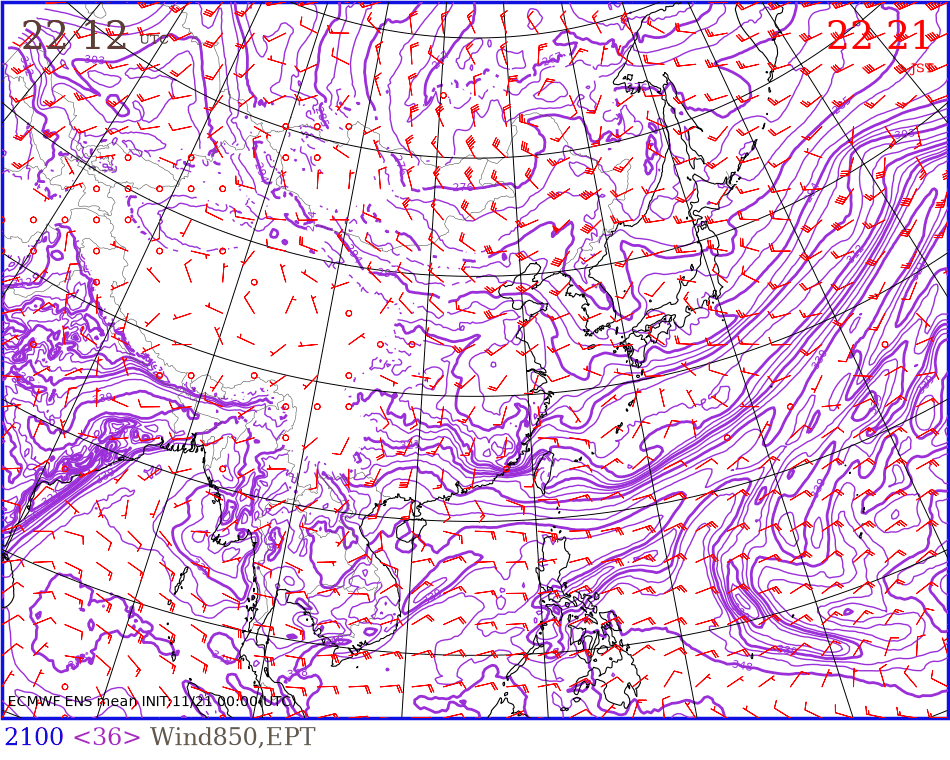 22 12 UTC
22 21
JST
ECMWF ENS mean INIT:11/21 00:00(UTC)
2100 <36> Wind850,EPT